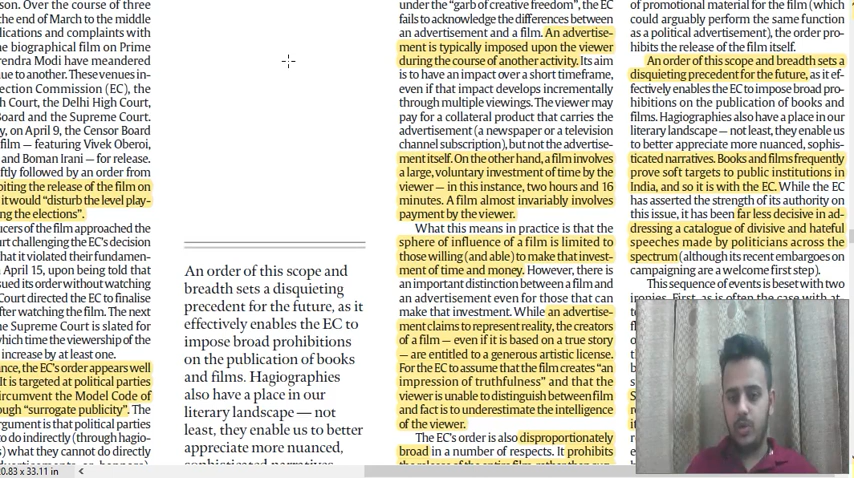 son. Over the course of three
the end of March to the middle
plications and complaints with
he biographical film on Prime
rendra Modi have meandered
ue to another. These venues in-
ection Commission (EC), the
h Court, the Delhi High Court,
Board and the Supreme Court.
y, on April 9, the Censor Board
film — featuring Vivek Oberoi,
and Boman Irani — for release.
ftly followed by an order from
biting the release of the film on
it would “disturb the level play-
ng the elections”.
ucers of the film approached the
urt challenging the EC’s decision
that it violated their fundamen-
April 15, upon being told that
sued its order without watching
Court directed the EC to finalise
fter watching the film. The next
he Supreme Court is slated for
which time the viewership of the
increase by at least one.
ance, the EC’s order appears well
It is targeted at political parties
ircumvent the Model Code of
ough “surrogate publicity”. The
rgument is that political parties
to do indirectly (through hagio-
s) what they cannot do directly
An order of this scope and
breadth sets a disquieting
precedent for the future, as it
effectively enables the EC to
impose broad prohibitions
on the publication of books
and films. Hagiographies
also have a place in our
literary landscape — not
least, they enable us to better
appreciate more nuanced,
sophisticated narratives.
under the “garb of creative freedom”, the EC
fails to acknowledge the differences between
an advertisement and a film. An advertise-
ment is typically imposed upon the viewer
during the course of another activity. Its aim
is to have an impact over a short timeframe,
even if that impact develops incrementally
through multiple viewings. The viewer may
pay for a collateral product that carries the
advertisement (a newspaper or a television
channel subscription), but not the advertise-
ment itself. On the other hand, a film involves
a large, voluntary investment of time by the
viewer — in this instance, two hours and 16
minutes. A film almost invariably involves
payment by the viewer.
What this means in practice is that the
sphere of influence of a film is limited to
those willing (and able) to make that invest-
ment of time and money. However, there is
an important distinction between a film and
an advertisement even for those that can
make that investment. While an advertise-
ment claims to represent reality, the creators
of a film — even if it is based on a true story
— are entitled to a generous artistic license.
For the EC to assume that the film creates “an
impression of truthfulness” and that the
viewer is unable to distinguish between film
and fact is to underestimate the intelligence
of the viewer.
The EC’s order is also disproportionately
broad in a number of respects. It prohibits
of promotional material for the film (which
could arguably perform the same function
as a political advertisement), the order pro-
hibits the release of the film itself.
An order of this scope and breadth sets a
disquieting precedent for the future, as it ef-
fectively enables the EC to impose broad pro-
hibitions on the publication of books and
films. Hagiographies also have a place in our
literary landscape — not least, they enable us
to better appreciate more nuanced, sophis-
ticated narratives. Books and films frequently
prove soft targets to public institutions in
India, and so it is with the EC. While the EC
has asserted the strength of its authority on
this issue, it has been far less decisive in ad-
dressing a catalogue of divisive and hateful
speeches made by politicians across the
spectrum (although its recent embargoes on
campaigning are a welcome first step).
This sequence of events is beset with two
ironies. First, as is often the case with at-
20.83 x 33.11 in